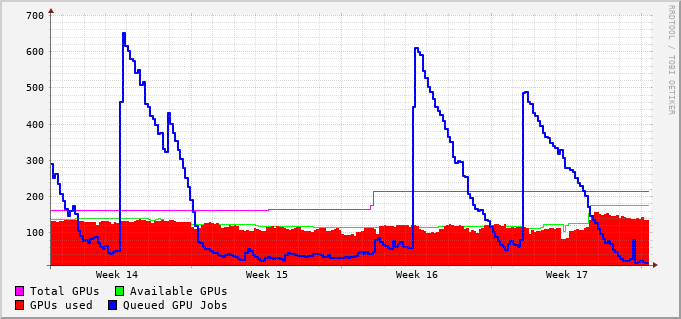 700
600
500
400
300
200
100
Week 14 Week 15 Week 16 Week 17
Total GPUs Available GPUs
GPUs used Queued GPU Jobs
RRDTOOL / TOBI OETIKER